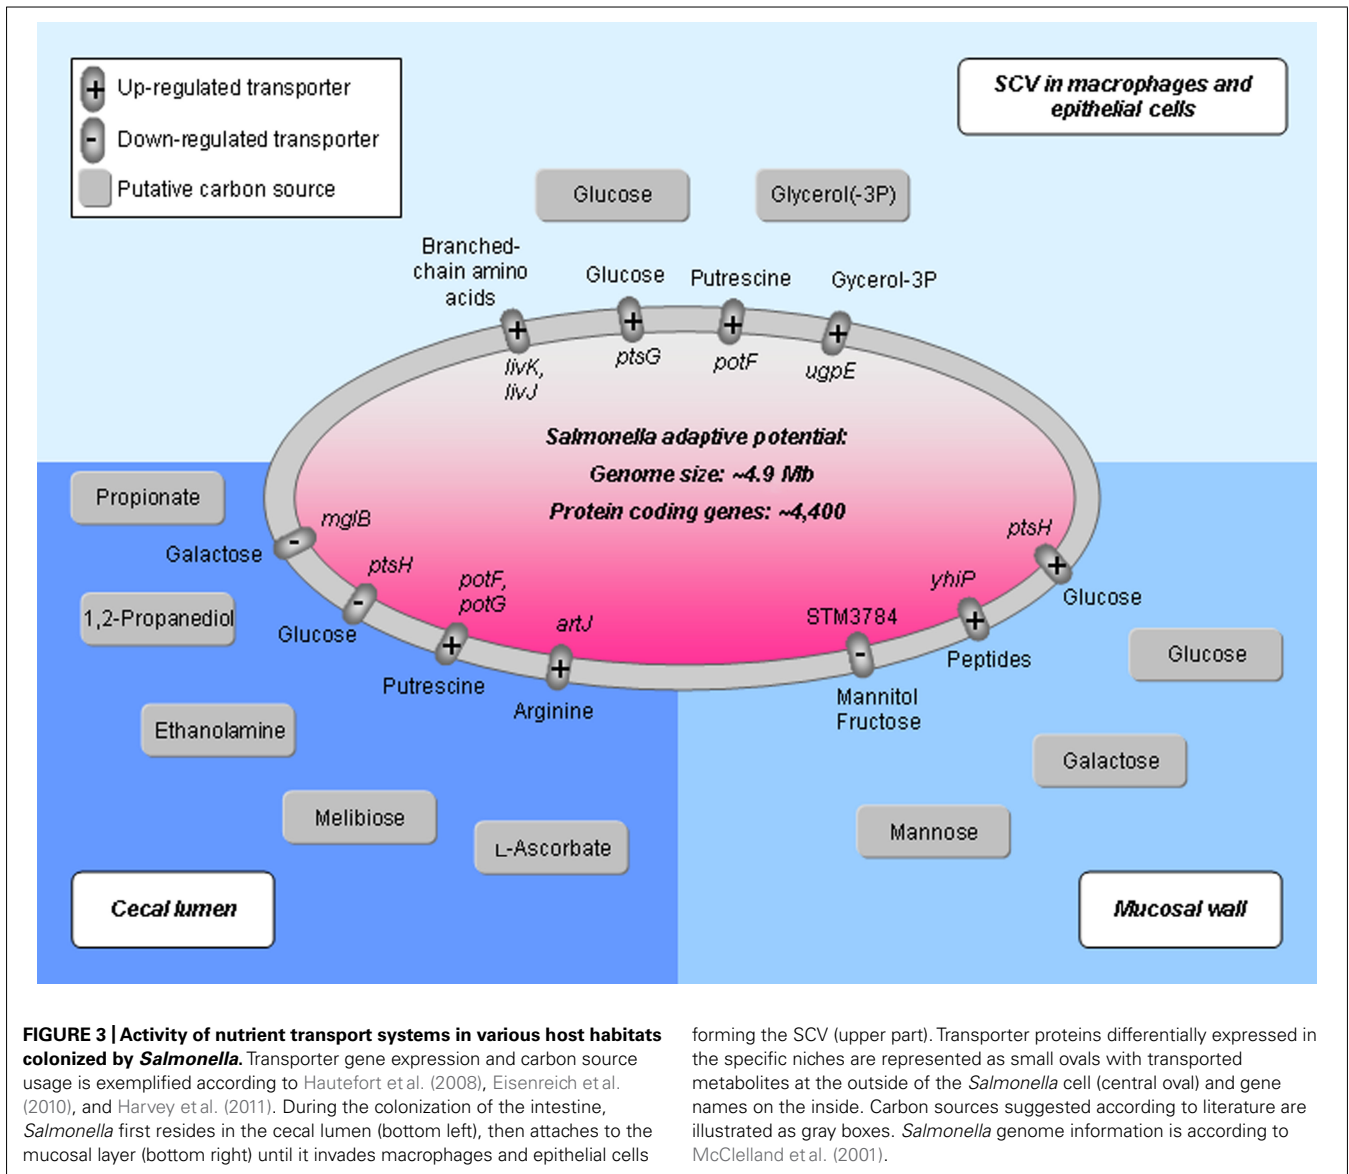 + Up-regulated transporter
- Down-regulated transporter
Putative carbon source
SCV in macrophages and
epithelial cells
Glucose
Glycerol(-3P)
Branched-
chain amino
acids
Glucose
Putrescine
Gycerol-3P
+
+
+
+
livK,
livJ
ptsG
potF
ugpE
Salmonella adaptive potential:
Genome size: ~4.9 Mb
Protein coding genes: ~4,400
Propionate
mglB
-
Galactose
ptsH
-
Glucose
1,2-Propanediol
potF,
potG
+
Putrescine
artJ
+
Arginine
Ethanolamine
Melibiose
L-Ascorbate
Cecal lumen
STM3784
-
Mannitol
Fructose
yhiP
+
Peptides
ptsH
+
Glucose
Glucose
Galactose
Mannose
Mucosal wall
FIGURE 3 | Activity of nutrient transport systems in various host habitats
colonized by Salmonella. Transporter gene expression and carbon source
usage is exemplified according to Hautefort et al. (2008), Eisenreich et al.
(2010), and Harvey et al. (2011). During the colonization of the intestine,
Salmonella first resides in the cecal lumen (bottom left), then attaches to the
mucosal layer (bottom right) until it invades macrophages and epithelial cells
forming the SCV (upper part). Transporter proteins differentially expressed in
the specific niches are represented as small ovals with transported
metabolites at the outside of the Salmonella cell (central oval) and gene
names on the inside. Carbon sources suggested according to literature are
illustrated as gray boxes. Salmonella genome information is according to
McClelland et al. (2001).